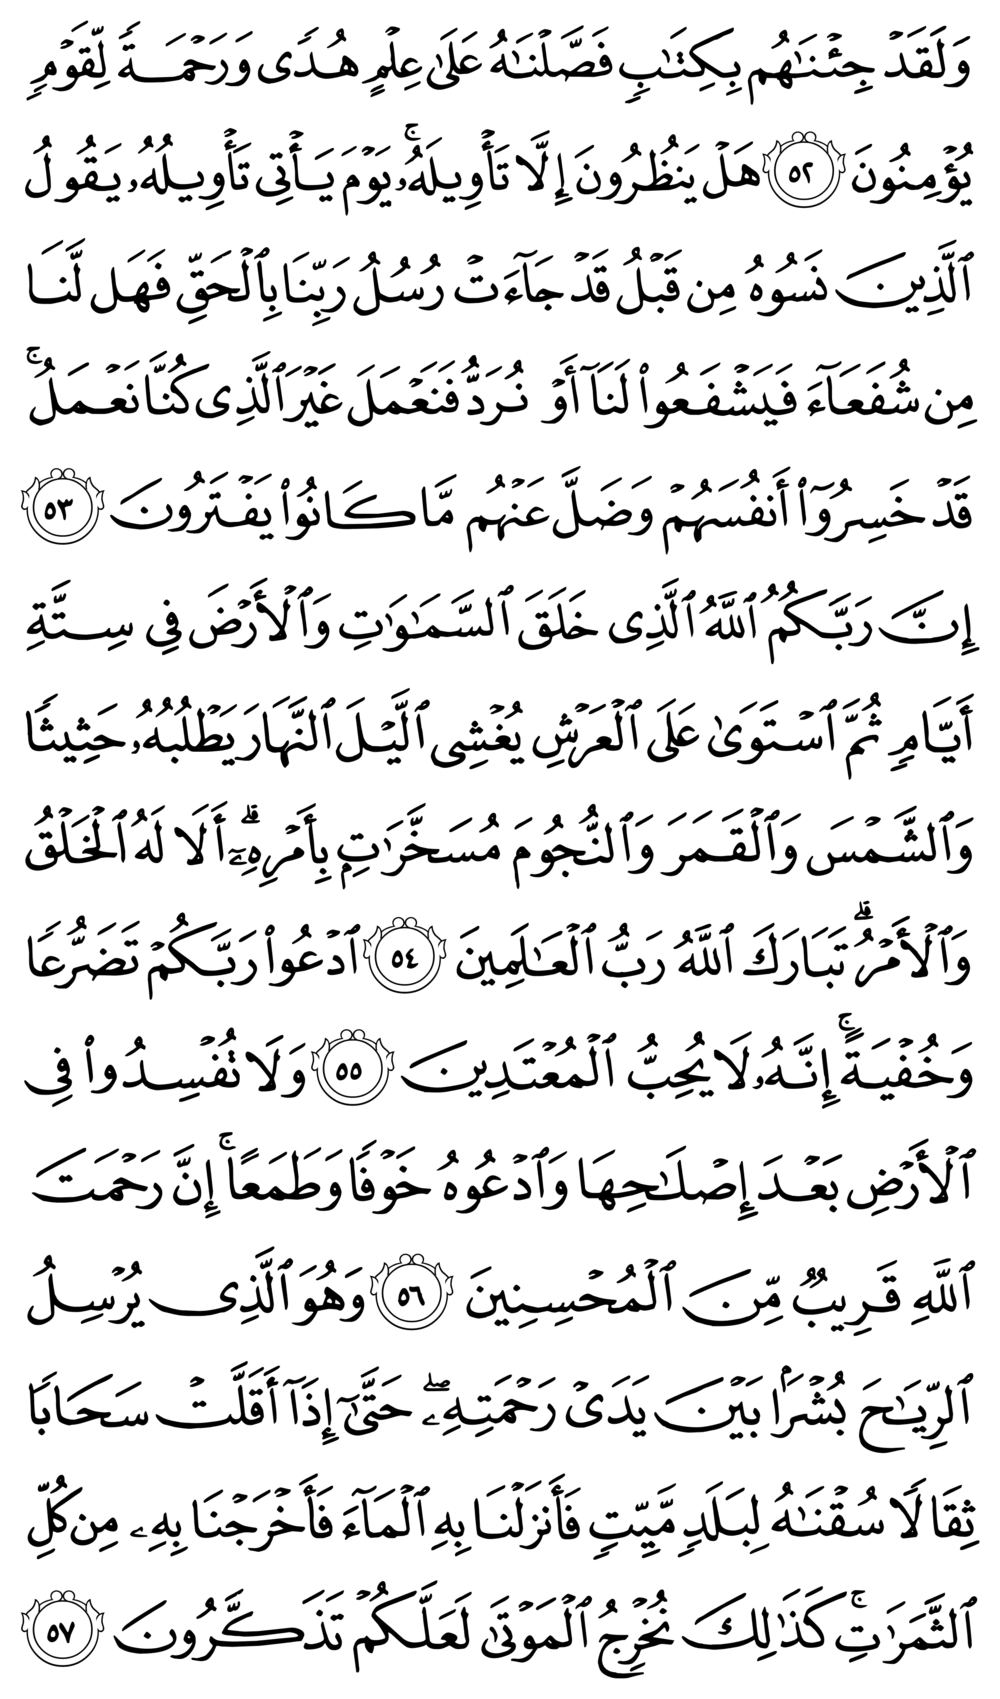 وَلَقَدۡ جِئۡنَٰهُم بِكِتَٰبٖ فَصَّلۡنَٰهُ عَلَىٰ عِلۡمٍ هُدٗى وَرَحۡمَةٗ لِّقَوۡمٖ
يُؤۡمِنُونَ ٥٢ هَلۡ يَنظُرُونَ إِلَّا تَأۡوِيلَهُۥۚ يَوۡمَ يَأۡتِي تَأۡوِيلُهُۥ يَقُولُ
ٱلَّذِينَ نَسُوهُ مِن قَبۡلُ قَدۡ جَآءَتۡ رُسُلُ رَبِّنَا بِٱلۡحَقِّ فَهَل لَّنَا
مِن شُفَعَآءَ فَيَشۡفَعُواْ لَنَآ أَوۡ نُرَدُّ فَنَعۡمَلَ غَيۡرَ ٱلَّذِي كُنَّا نَعۡمَلُۚ
قَدۡ خَسِرُوٓاْ أَنفُسَهُمۡ وَضَلَّ عَنۡهُم مَّا كَانُواْ يَفۡتَرُونَ ٥٣
إِنَّ رَبَّكُمُ ٱللَّهُ ٱلَّذِي خَلَقَ ٱلسَّمَٰوَٰتِ وَٱلۡأَرۡضَ فِي سِتَّةِ
أَيَّامٖ ثُمَّ ٱسۡتَوَىٰ عَلَى ٱلۡعَرۡشِ يُغۡشِي ٱلَّيۡلَ ٱلنَّهَارَ يَطۡلُبُهُۥ حَثِيثٗا
وَٱلشَّمۡسَ وَٱلۡقَمَرَ وَٱلنُّجُومَ مُسَخَّرَٰتِۭ بِأَمۡرِهِۦٓۗ أَلَا لَهُ ٱلۡخَلۡقُ
وَٱلۡأَمۡرُۗ تَبَارَكَ ٱللَّهُ رَبُّ ٱلۡعَٰلَمِينَ ٥٤ ٱدۡعُواْ رَبَّكُمۡ تَضَرُّعٗا
وَخُفۡيَةًۚ إِنَّهُۥ لَا يُحِبُّ ٱلۡمُعۡتَدِينَ ٥٥ وَلَا تُفۡسِدُواْ فِي
ٱلۡأَرۡضِ بَعۡدَ إِصۡلَٰحِهَا وَٱدۡعُوهُ خَوۡفٗا وَطَمَعًاۚ إِنَّ رَحۡمَتَ
ٱللَّهِ قَرِيبٞ مِّنَ ٱلۡمُحۡسِنِينَ ٥٦ وَهُوَ ٱلَّذِي يُرۡسِلُ
ٱلرِّيَٰحَ بُشۡرَۢا بَيۡنَ يَدَيۡ رَحۡمَتِهِۦۖ حَتَّىٰٓ إِذَآ أَقَلَّتۡ سَحَابٗا
ثِقَالٗا سُقۡنَٰهُ لِبَلَدٖ مَّيِّتٖ فَأَنزَلۡنَا بِهِ ٱلۡمَآءَ فَأَخۡرَجۡنَا بِهِۦ مِن كُلِّ
ٱلثَّمَرَٰتِۚ كَذَٰلِكَ نُخۡرِجُ ٱلۡمَوۡتَىٰ لَعَلَّكُمۡ تَذَكَّرُونَ ٥٧